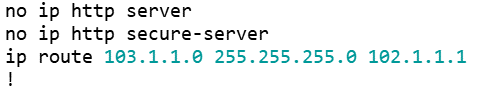 no ip http server
no ip http secure-server
ip route 103.1.1.0 255.255.255.0 102.1.1.1
!